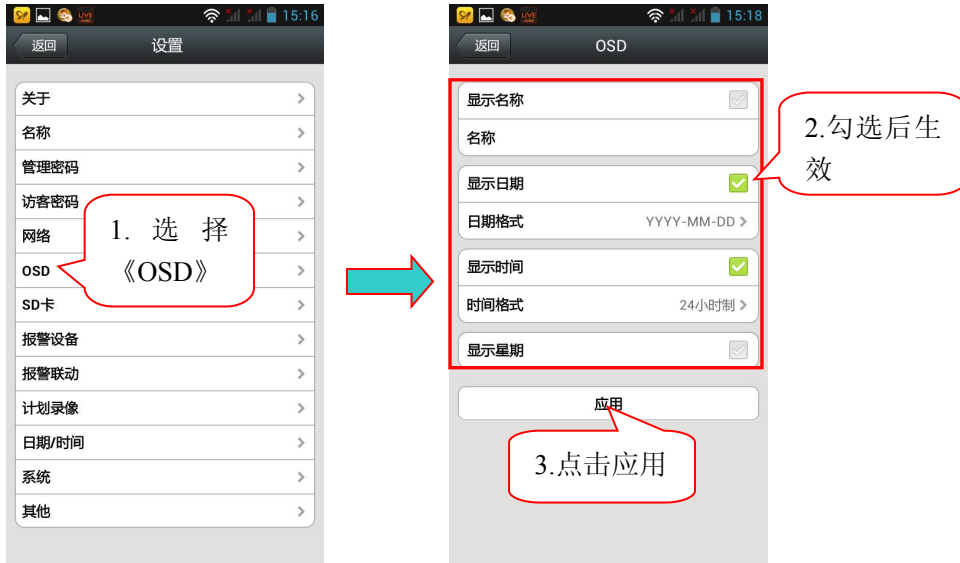 LIVE
15:16
返回
设置
关于
名称
管理密码
访客密码
网络
OSD
SD卡
报警设备
报警联动
计划录像
日期/时间
系统
其他
1. 选 择
《OSD》
LIVE
15:18
返回
OSD
显示名称
名称
显示日期
日期格式 YYYY-MM-DD
显示时间
时间格式 24小时制
显示星期
应用
2.勾选后生
效
3.点击应用